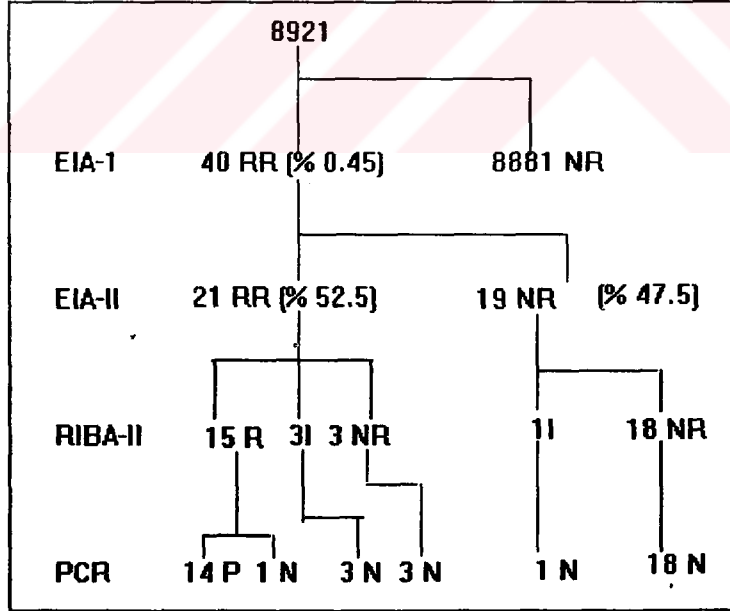 8921
EIA-1 40 RR (% 0.45) 8881 NR
EIA-II 21 RR (% 52.5) 19 NR (% 47.5)
RIBA-II 15 R 3I 3 NR 1I 18 NR
PCR 14 P 1 N 3 N 3 N 1 N 18 N